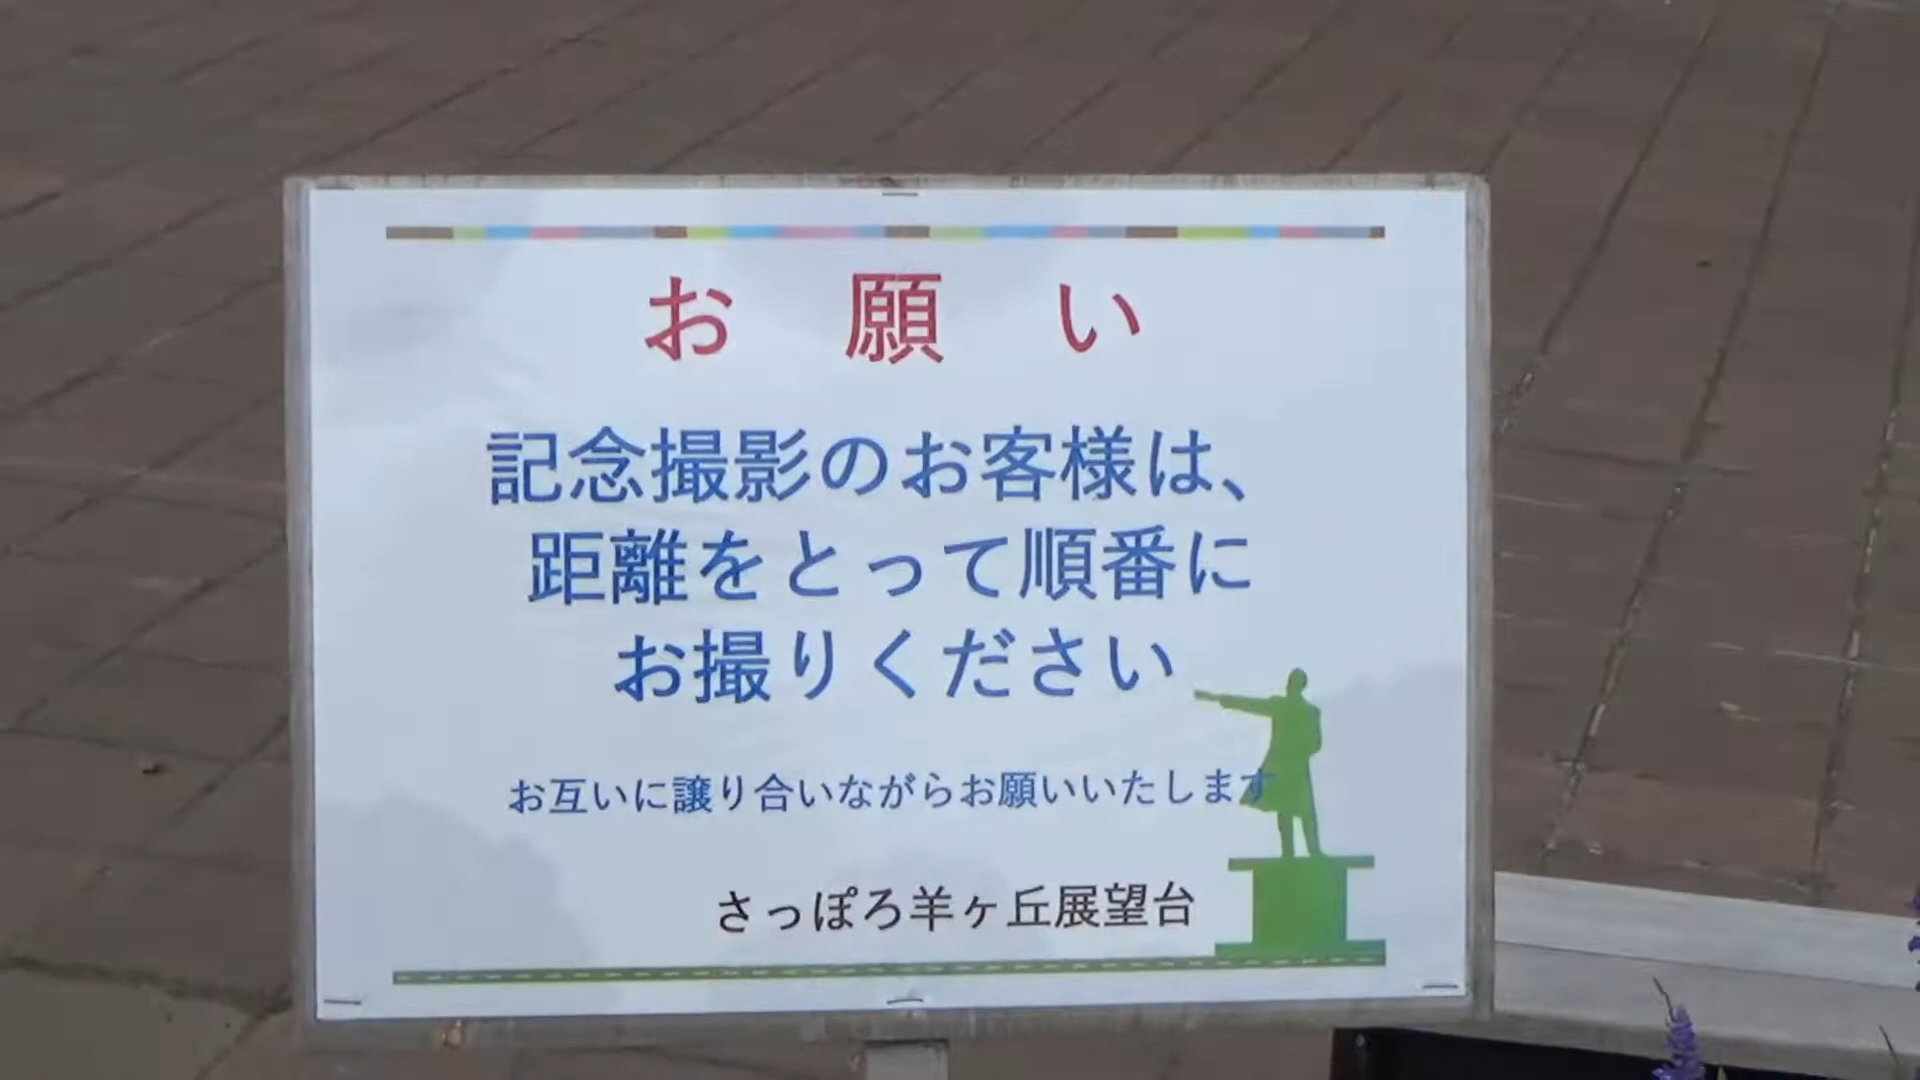 お願い
記念撮影のお客様は、
距離をとって順番に
お撮りください
お互いに譲り合いながらお願いいたします
さっぽろ羊ヶ丘展望台